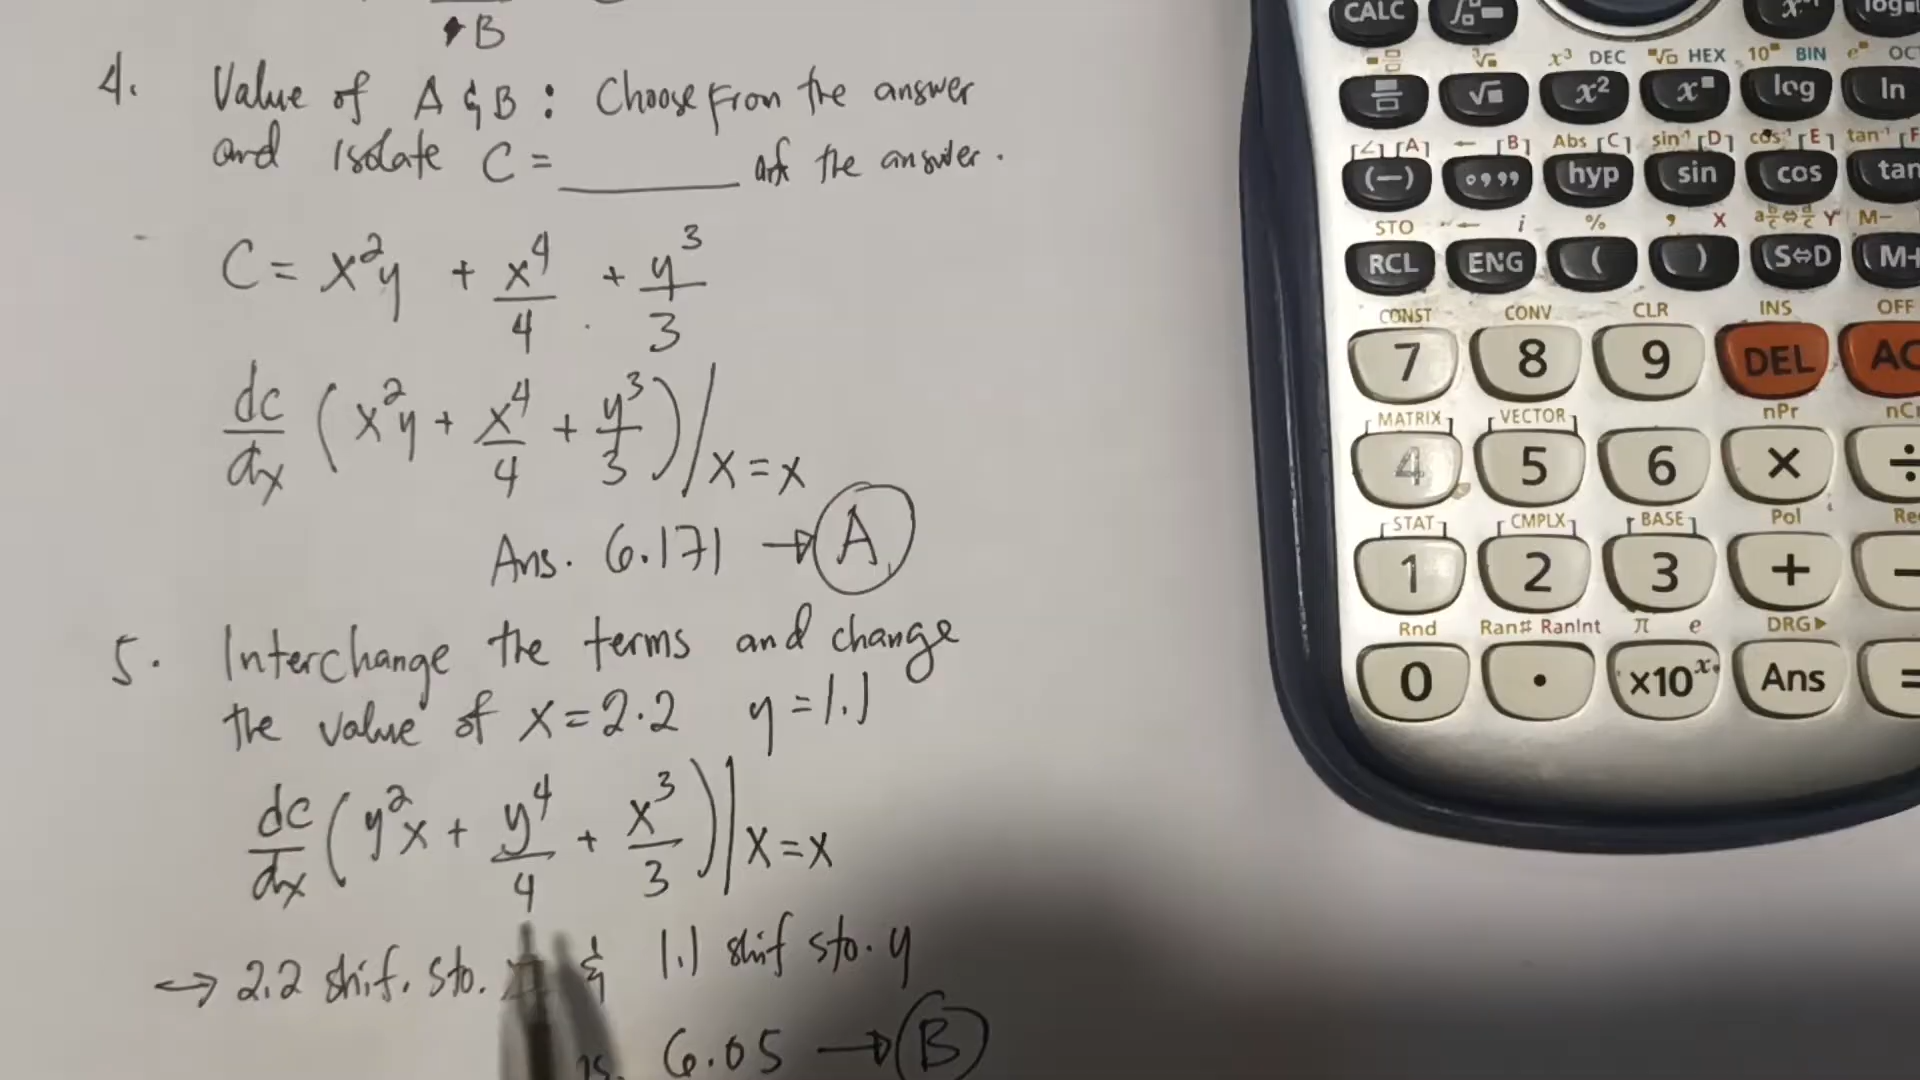 B
4. Value of A & B : Choose from the answer
and isolate C = ________ of the answer.
C = x²y + x⁴/4 + y³/3
dc/dx (x²y + x⁴/4 + y³/3) | x = x
Ans. 6.171 → A
5. Interchange the terms and change
the value of x = 2.2 y = 1.1
dc/dx (y²x + y⁴/4 + x³/3) | x = x
→ 2.2 shif. sto. & 1.1 shif sto. y
6.05 → B
CALC
x³ DEC HEX 10 BIN e
x² x log ln
∠ [A] ← [B] Abs [C] sin⁻¹ [D] cos⁻¹ [E] tan⁻¹ [F
(−) °,,, hyp sin cos tan
STO ← i % , X a b/c⇔d/c Y M−
RCL ENG ( ) S⇔D M+
CONST CONV CLR INS OFF
7 8 9 DEL AC
MATRIX VECTOR nPr
4 5 6 × ÷
STAT CMPLX BASE Pol
1 2 3 + −
Rnd Ran# RanInt π e DRG▶
0 . ×10ˣ Ans =